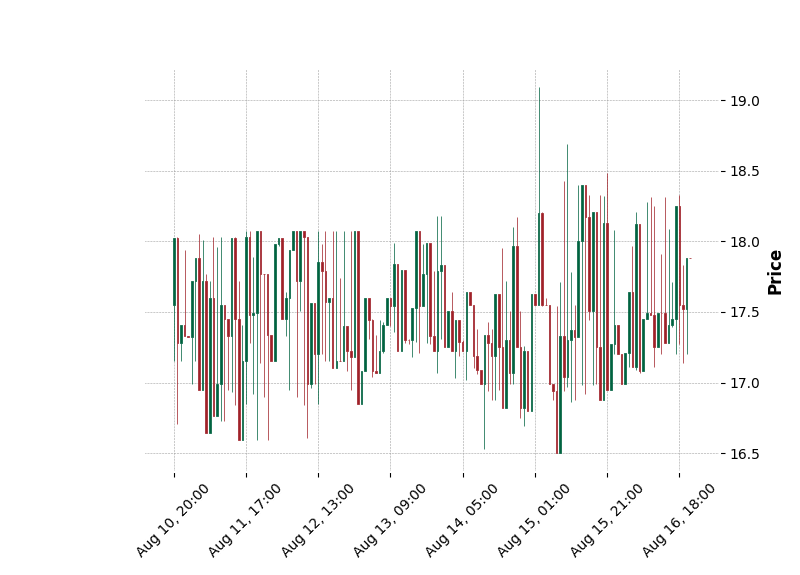 19.0
18.5
18.0
17.5
17.0
16.5
Price
Aug 10, 20:00
Aug 11, 17:00
Aug 12, 13:00
Aug 13, 09:00
Aug 14, 05:00
Aug 15, 01:00
Aug 15, 21:00
Aug 16, 18:00